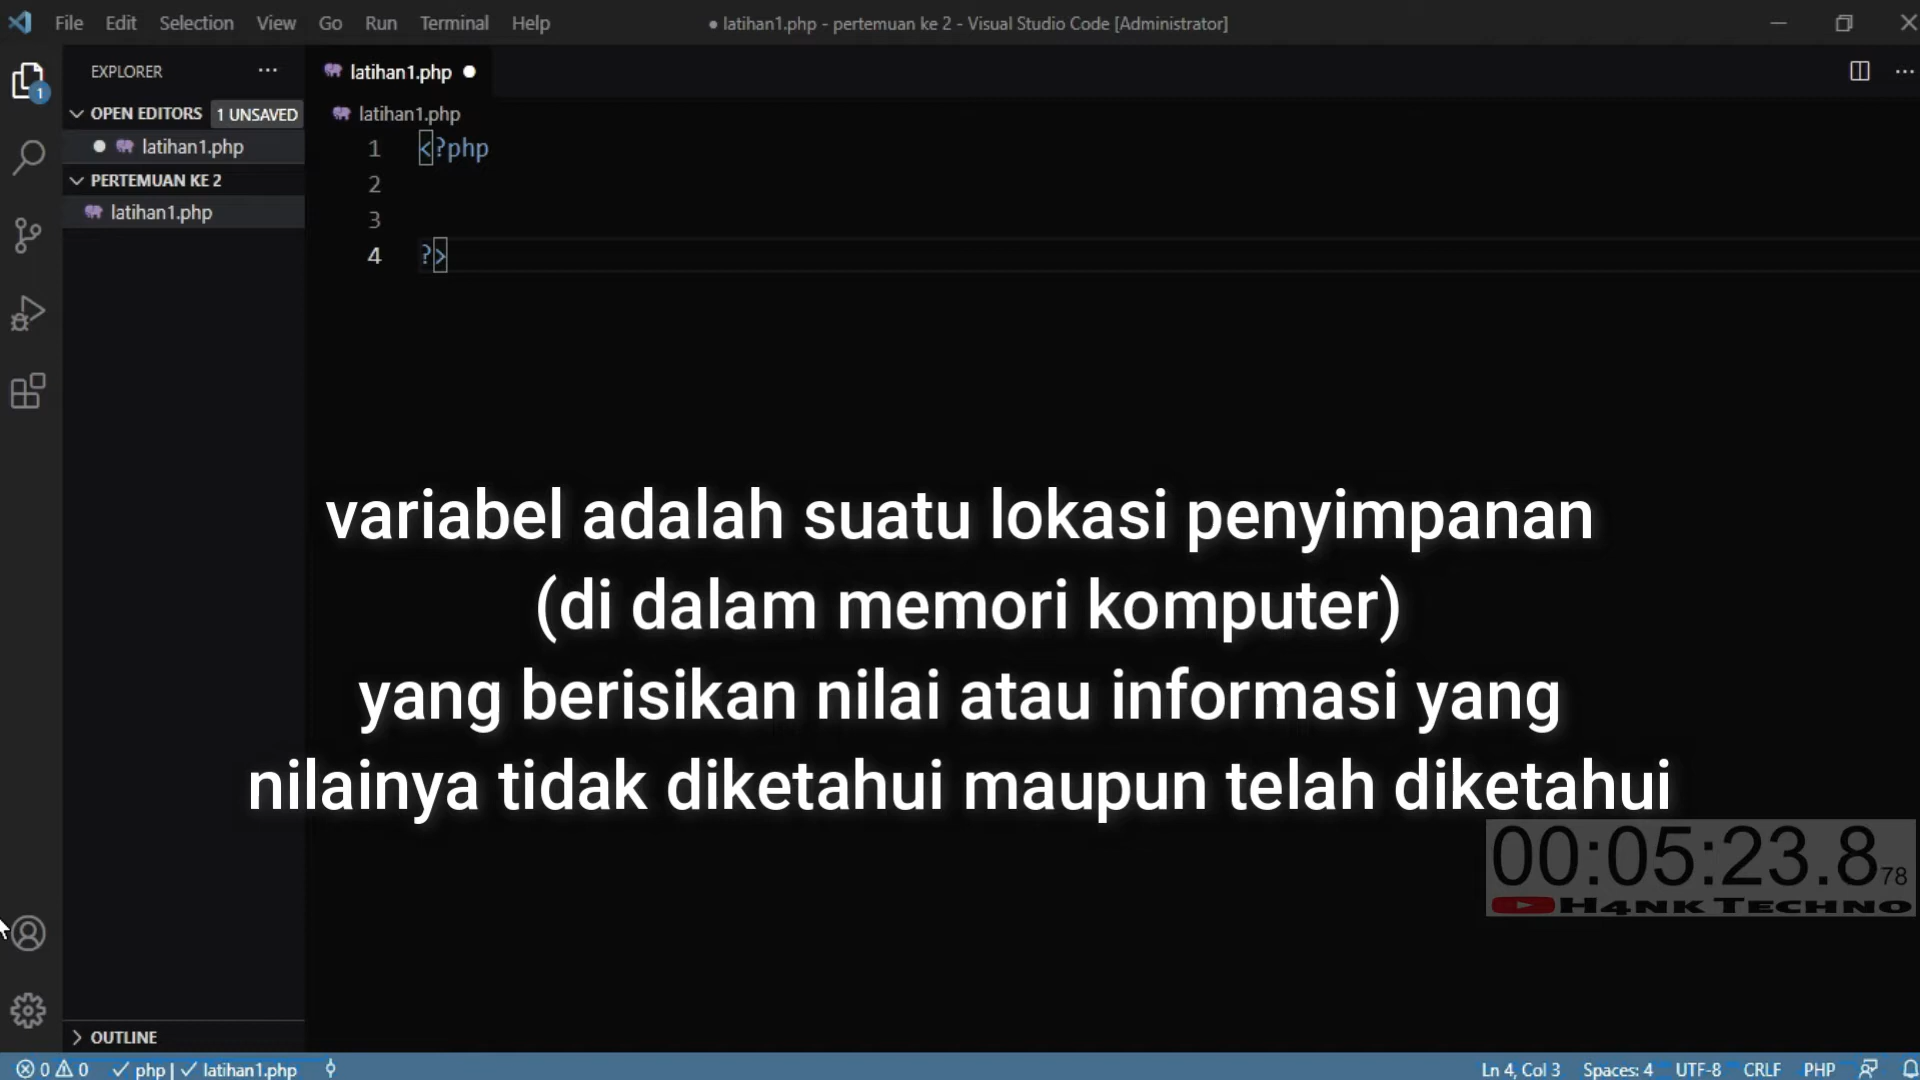 File Edit Selection View Go Run Terminal Help
● latihan1.php - pertemuan ke 2 - Visual Studio Code [Administrator]
EXPLORER ···
latihan1.php ●
1
OPEN EDITORS 1 UNSAVED
● latihan1.php
PERTEMUAN KE 2
latihan1.php
latihan1.php
1 <?php
2
3
4 ?>
variabel adalah suatu lokasi penyimpanan
(di dalam memori komputer)
yang berisikan nilai atau informasi yang
nilainya tidak diketahui maupun telah diketahui
00:05:23.878
H4NK TECHNO
OUTLINE
0 0 ✓ php | ✓ latihan1.php
Ln 4, Col 3 Spaces: 4 UTF-8 CRLF PHP